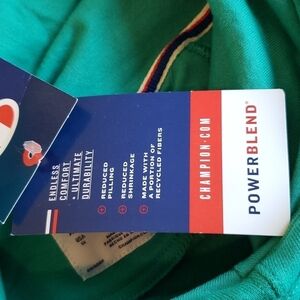 ENDLESS
COMFORT
+ ULTIMATE
DURABILITY
REDUCED
PILLING
REDUCED
SHRINKAGE
MADE WITH
A PORTION OF
RECYCLED FIBERS
CHAMPION.COM
POWERBLEND®